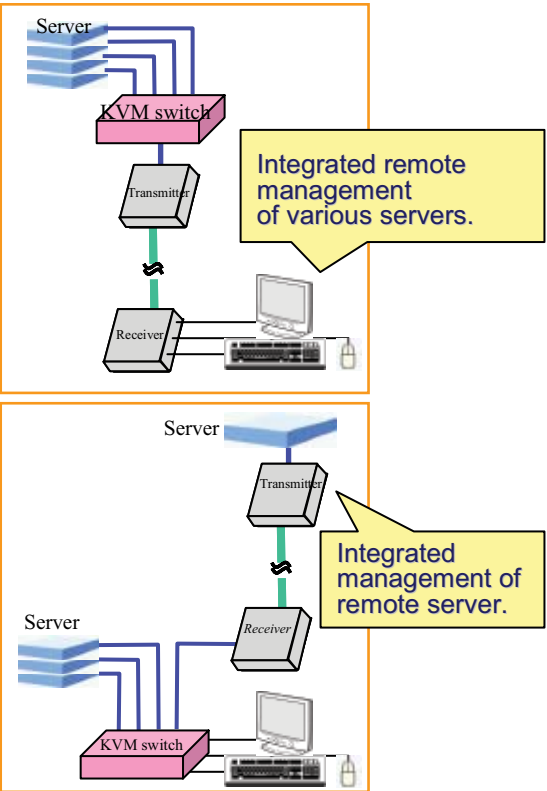 Server
KVM switch
Transmitter
Integrated remote
management
of various servers.
Receiver
Server
Transmitter
Integrated
management of
remote server.
Receiver
Server
KVM switch